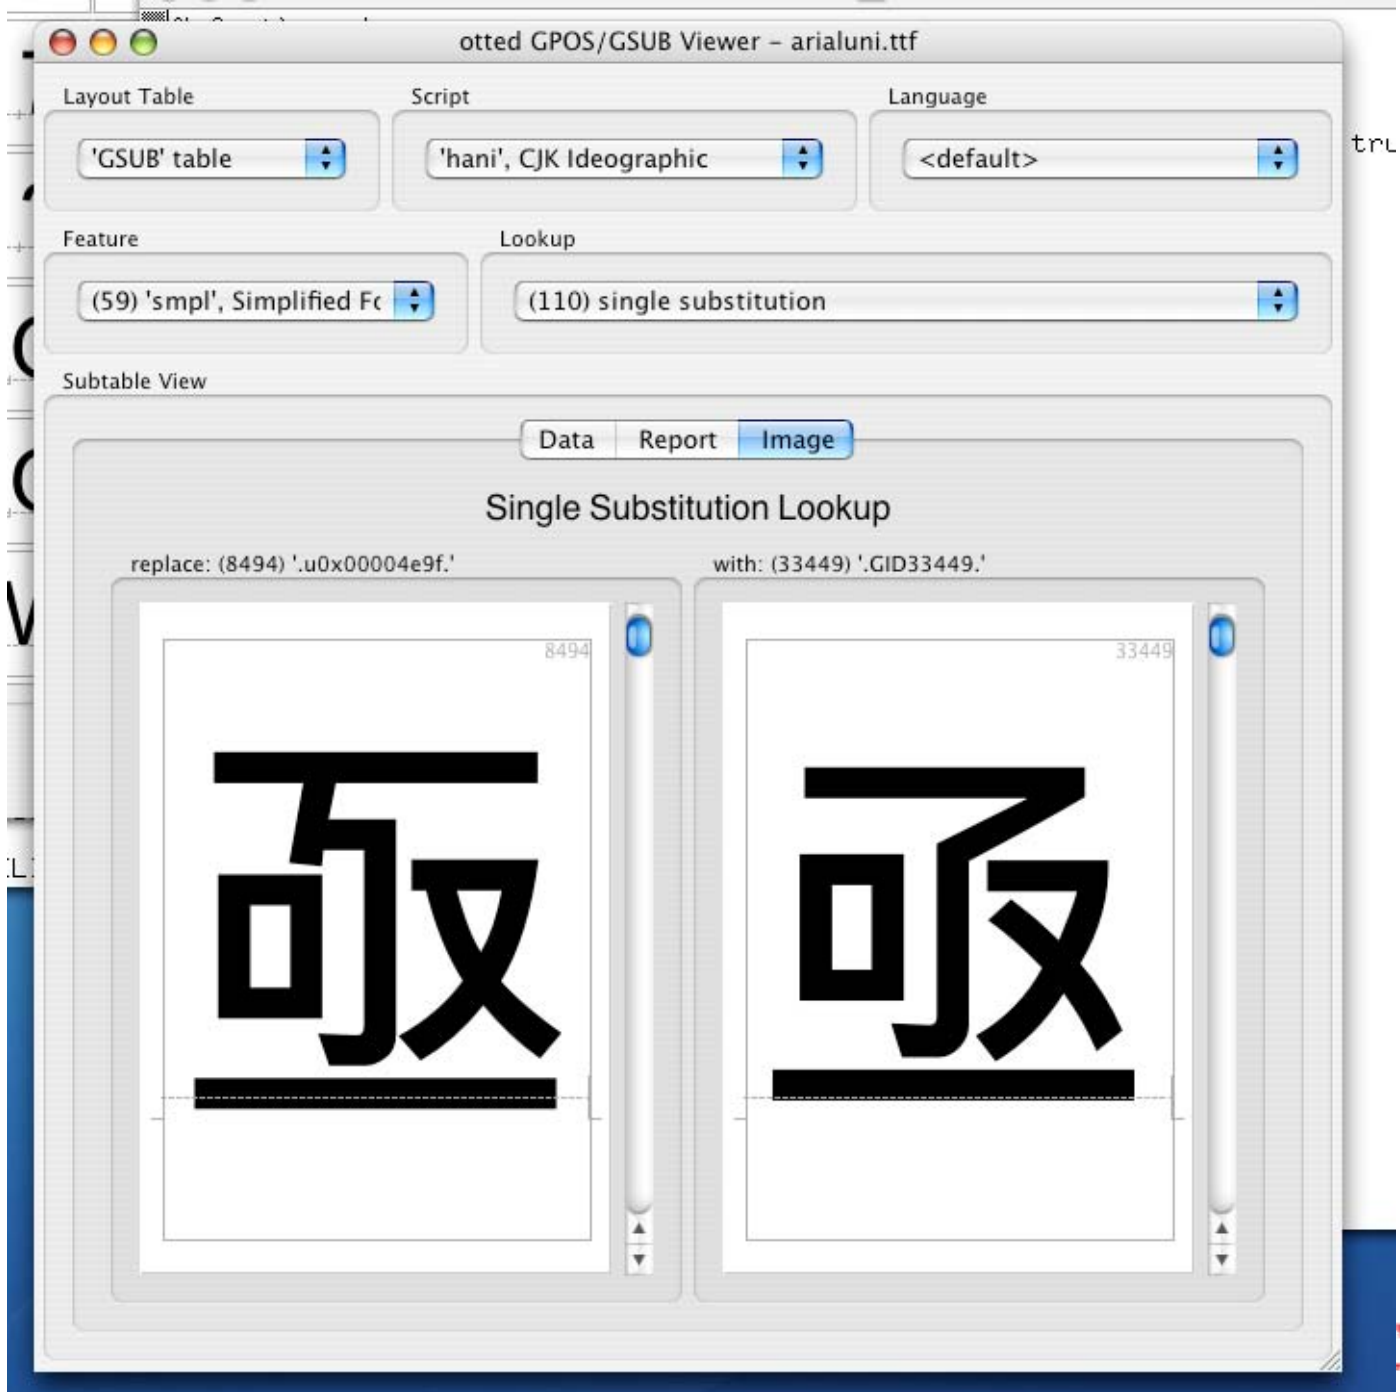 otted GPOS/GSUB Viewer – arialuni.ttf
Layout Table
Script
Language
'GSUB' table
'hani', CJK Ideographic
<default>
Feature
Lookup
(59) 'smpl', Simplified Fo
(110) single substitution
Subtable View
Data Report Image
Single Substitution Lookup
replace: (8494) '.u0x00004e9f.'
with: (33449) '.GID33449.'
8494
33449
亟
亟
tru